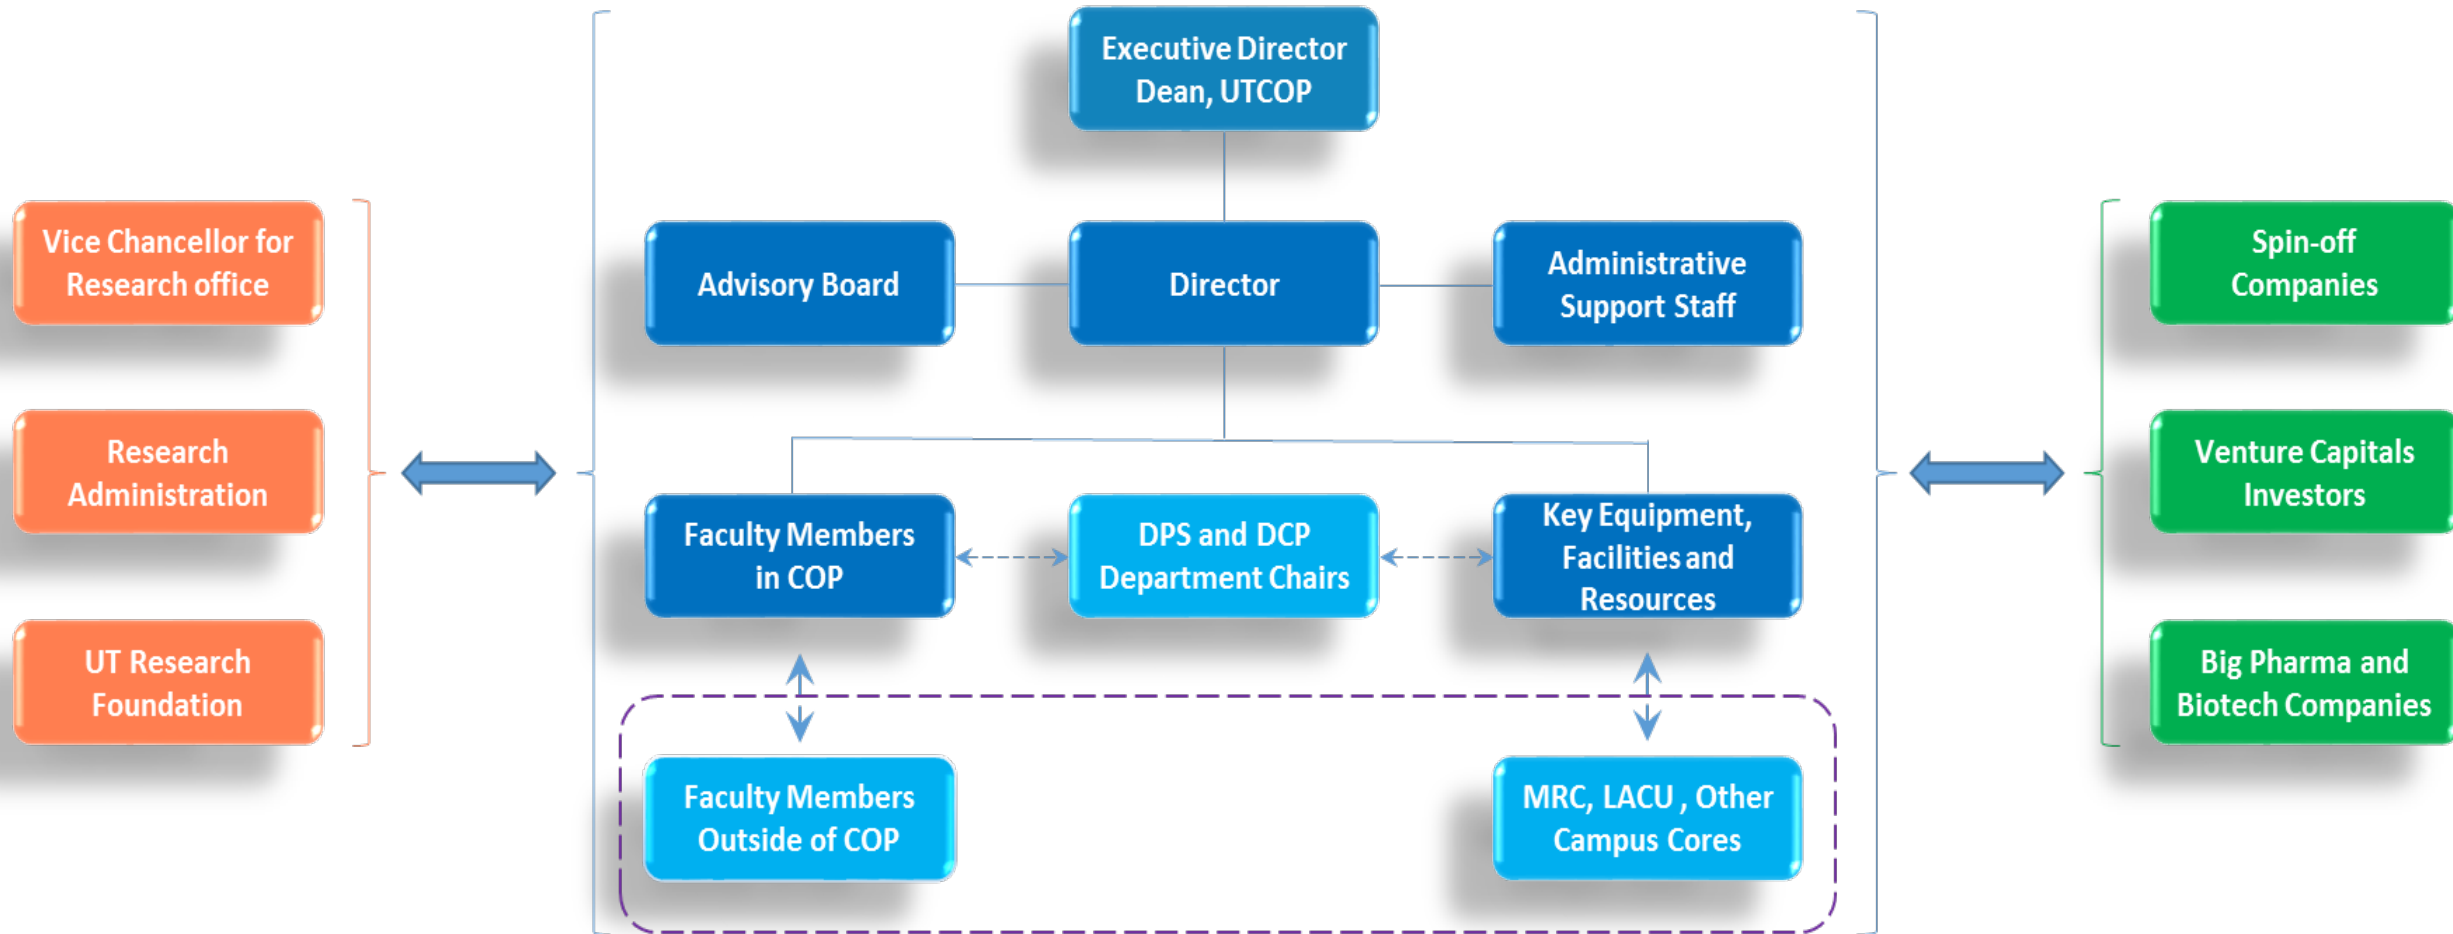 Executive Director
Dean, UTCOP
Vice Chancellor for
Research office
Advisory Board
Director
Administrative
Support Staff
Spin-off
Companies
Research
Administration
Venture Capitals
Investors
Faculty Members
in COP
DPS and DCP
Department Chairs
Key Equipment,
Facilities and
Resources
UT Research
Foundation
Big Pharma and
Biotech Companies
Faculty Members
Outside of COP
MRC, LACU , Other
Campus Cores